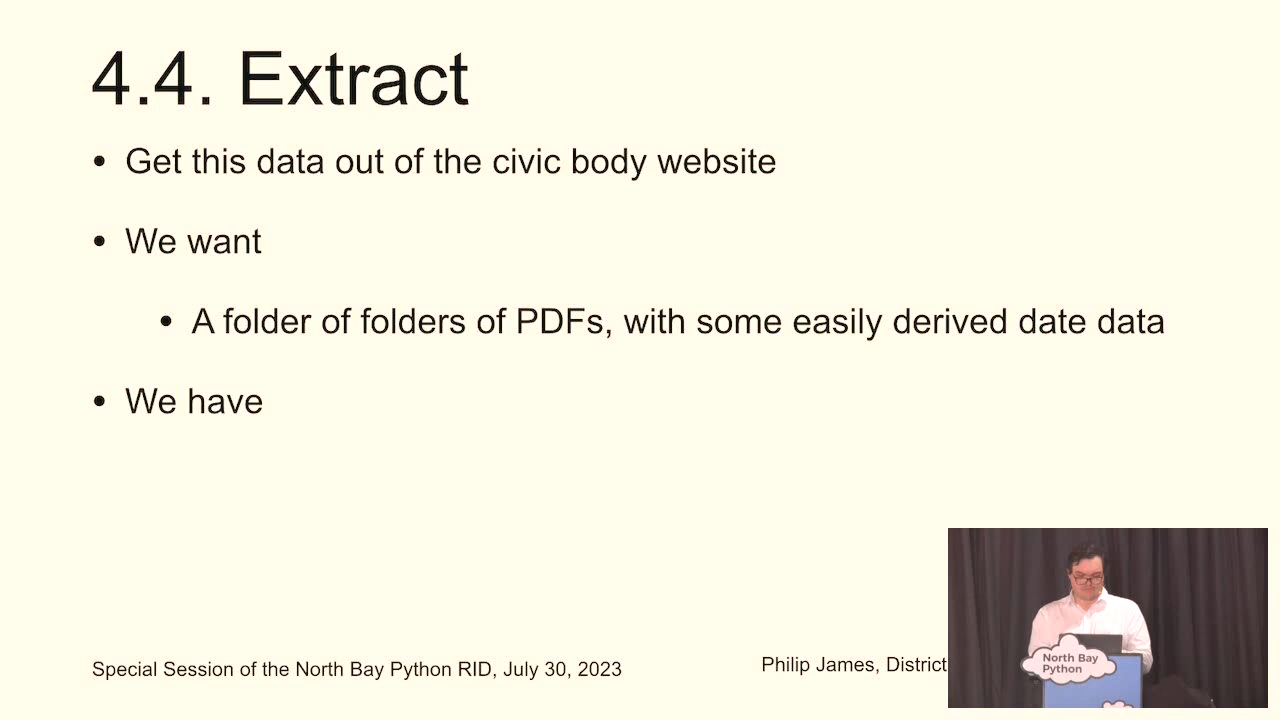 4.4. Extract
• Get this data out of the civic body website
• We want
• A folder of folders of PDFs, with some easily derived date data
• We have
Special Session of the North Bay Python RID, July 30, 2023
Philip James, District
North Bay
Python